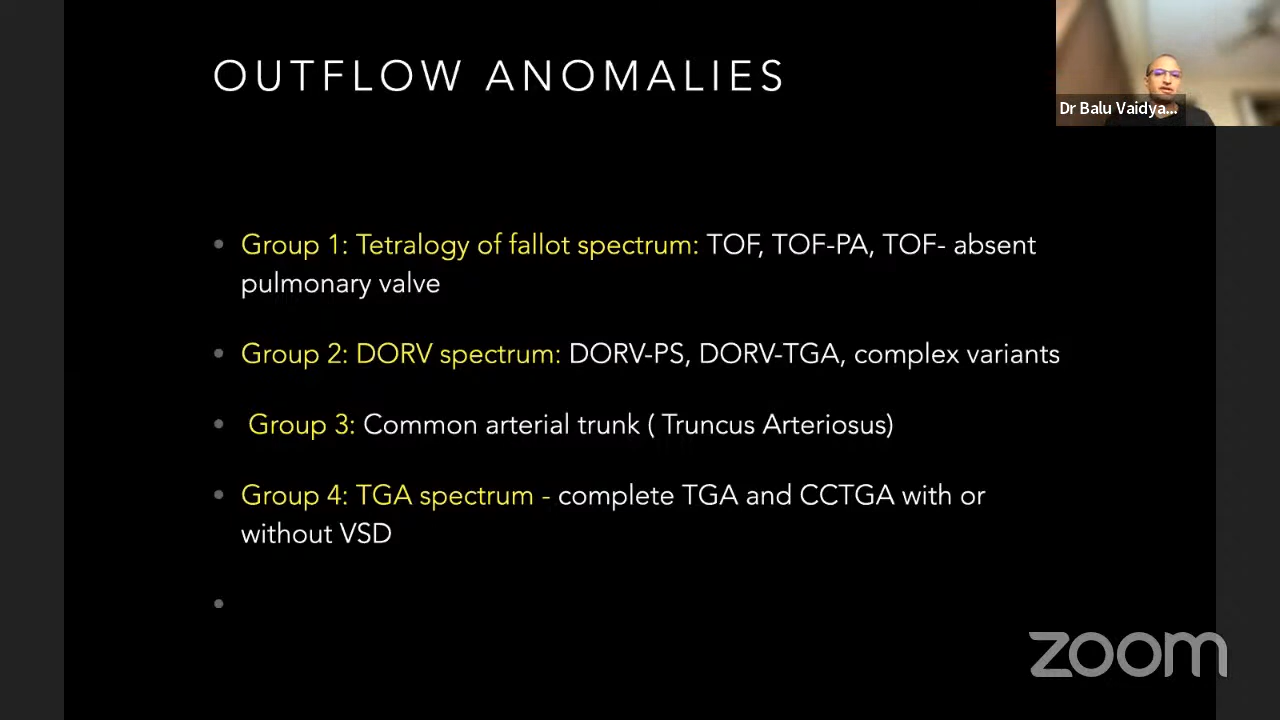 OUTFLOW ANOMALIES
Dr Balu Vaidya...
• Group 1: Tetralogy of fallot spectrum: TOF, TOF-PA, TOF- absent
pulmonary valve
• Group 2: DORV spectrum: DORV-PS, DORV-TGA, complex variants
• Group 3: Common arterial trunk ( Truncus Arteriosus)
• Group 4: TGA spectrum - complete TGA and CCTGA with or
without VSD
•
zoom